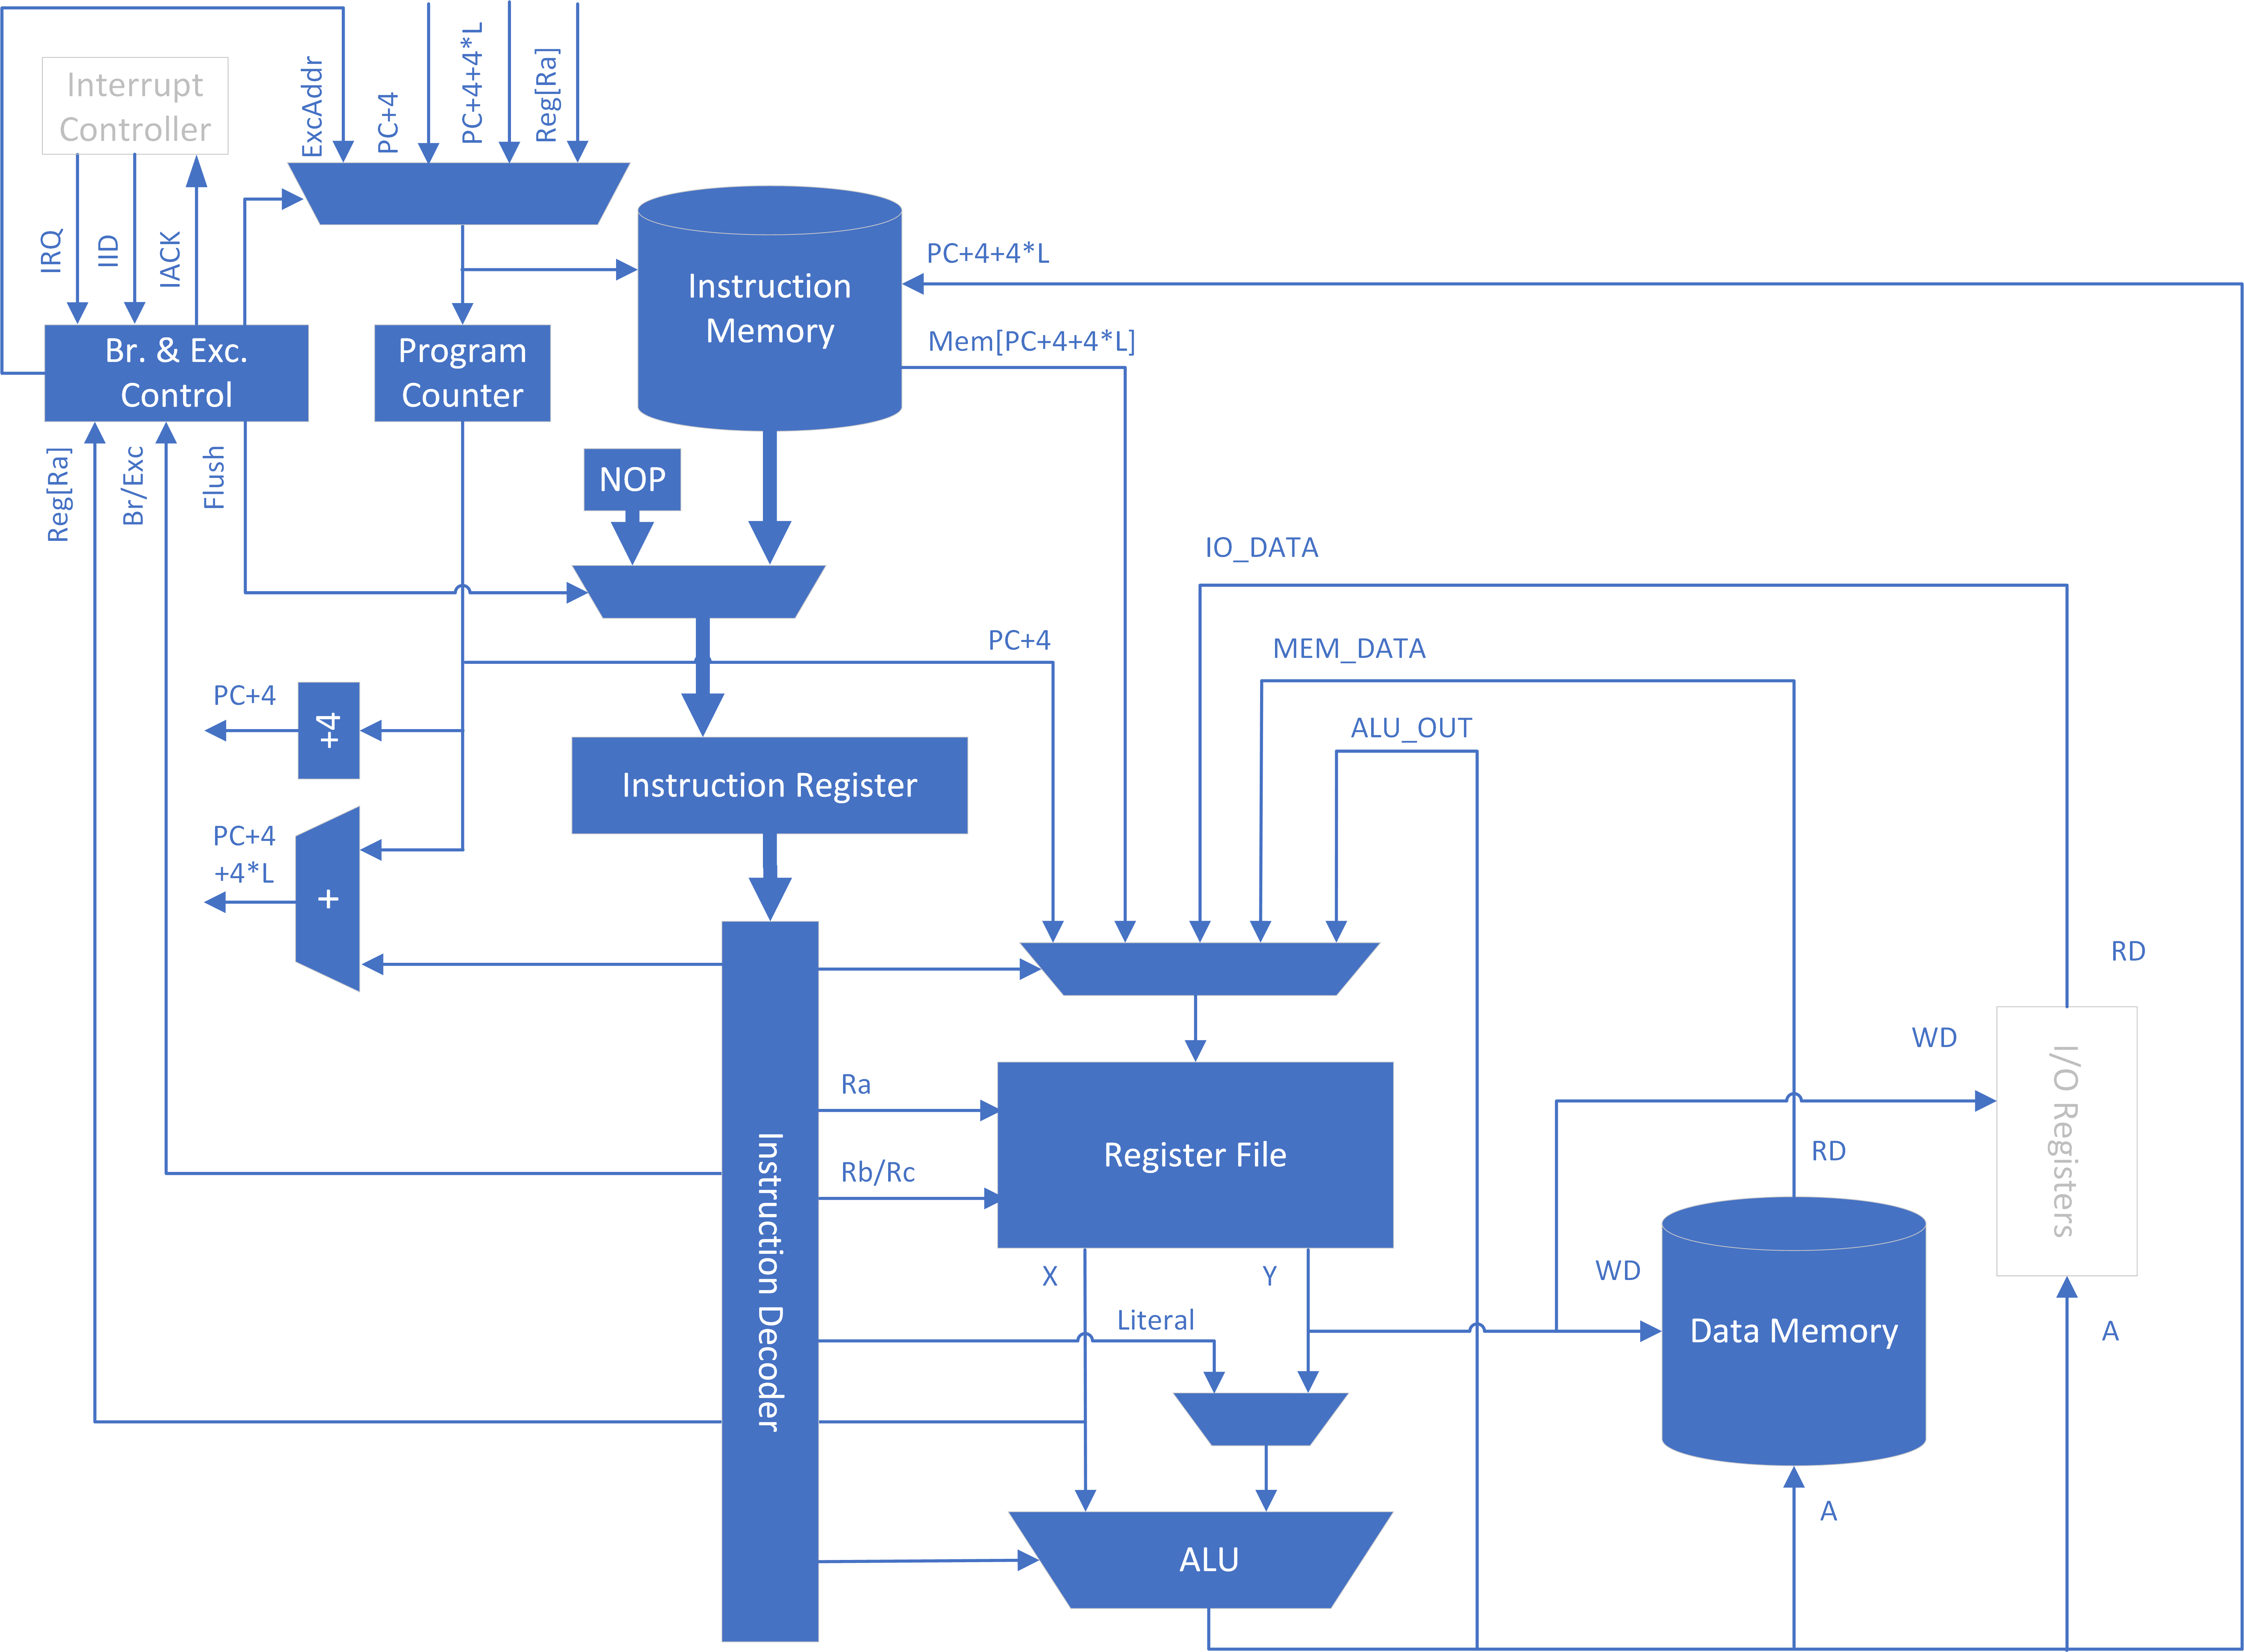 ExcAddr
PC+4
PC+4+4*L
Reg[Ra]
Interrupt
Controller
IRQ
IID
IACK
PC+4+4*L
Instruction
Memory
Mem[PC+4+4*L]
Br. & Exc.
Control
Program
Counter
Reg[Ra]
Br/Exc
Flush
NOP
IO_DATA
PC+4
MEM_DATA
PC+4
+4
ALU_OUT
Instruction Register
PC+4
+4*L
+
RD
WD
I/O Registers
Ra
Rb/Rc
Register File
RD
Instruction Decoder
X
Y
WD
Literal
Data Memory
A
A
ALU